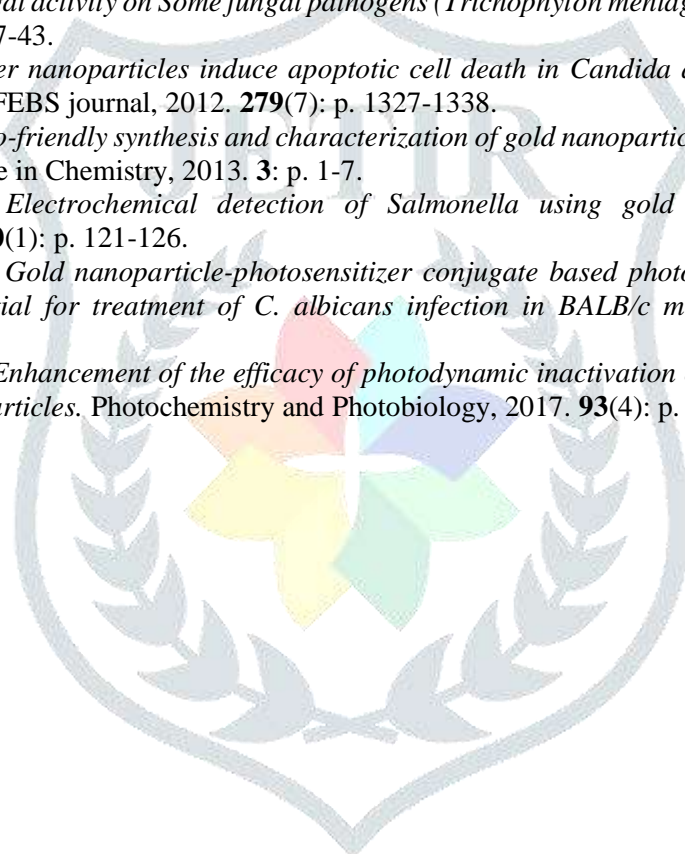 al activity on Some fungal pathogens (Trichophyton mentag
7-43.
er nanoparticles induce apoptotic cell death in Candida
FEBS journal, 2012. 279(7): p. 1327-1338.
o-friendly synthesis and characterization of gold nanopartic
e in Chemistry, 2013. 3: p. 1-7.
Electrochemical detection of Salmonella using gold
(1): p. 121-126.
Gold nanoparticle-photosensitizer conjugate based photo
ial for treatment of C. albicans infection in BALB/c m
Enhancement of the efficacy of photodynamic inactivation
articles. Photochemistry and Photobiology, 2017. 93(4): p.
JETIR